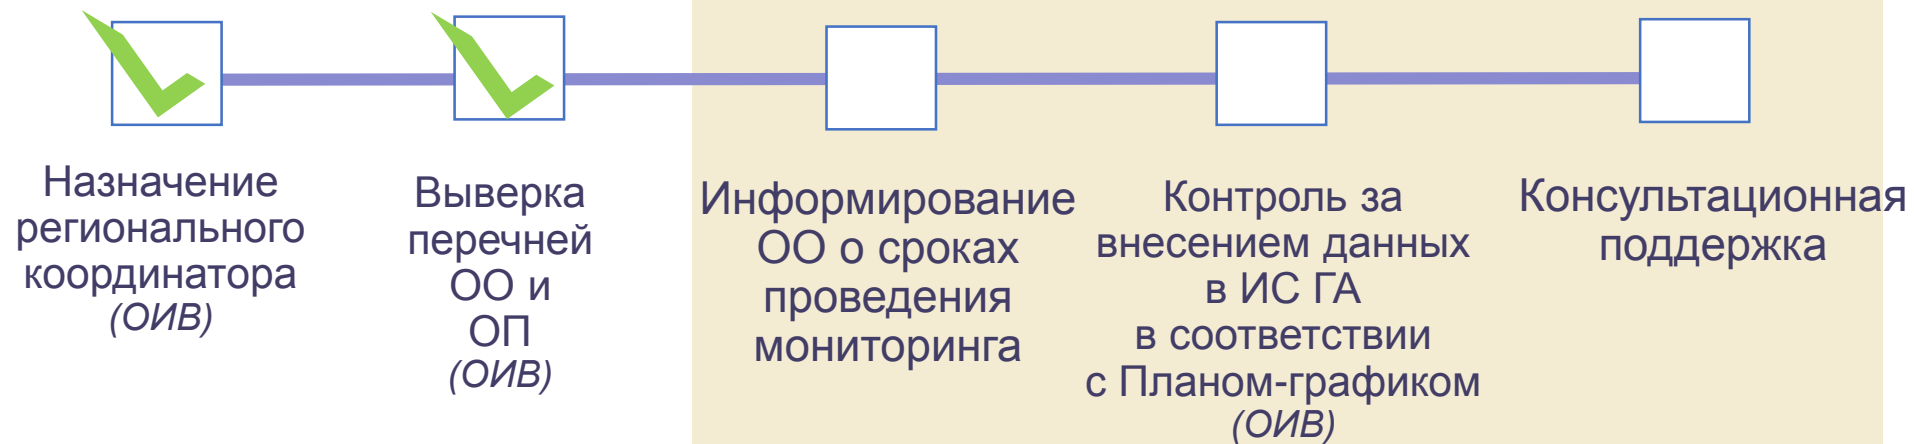 Назначение
регионального
координатора
(ОИВ)
Выверка
перечней
ОО и
ОП
(ОИВ)
Информирование
ОО о сроках
проведения
мониторинга
Контроль за
внесением данных
в ИС ГА
в соответствии
с Планом-графиком
(ОИВ)
Консультационная
поддержка